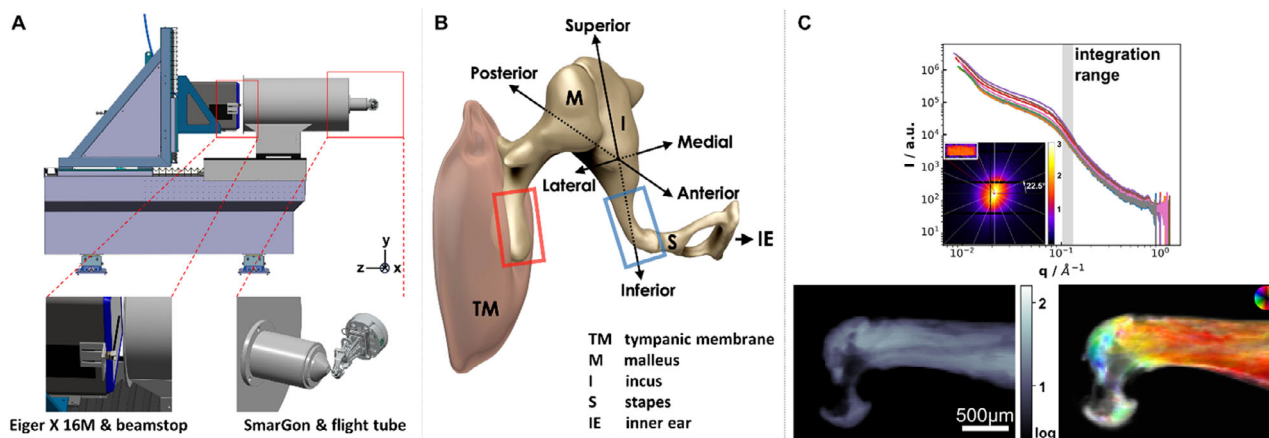 A
y
z
x
Eiger X 16M & beamstop
SmarGon & flight tube
B
Superior
Posterior
M
I
Medial
Lateral
Anterior
S
IE
Inferior
TM
TM tympanic membrane
M malleus
I incus
S stapes
IE inner ear
C
integration
range
I / a.u.
10⁶
10⁵
10⁴
10³
10²
10¹
3
2
1
22.5°
10⁻² 10⁻¹ 10⁰
q / Å⁻¹
2
1
log
500µm